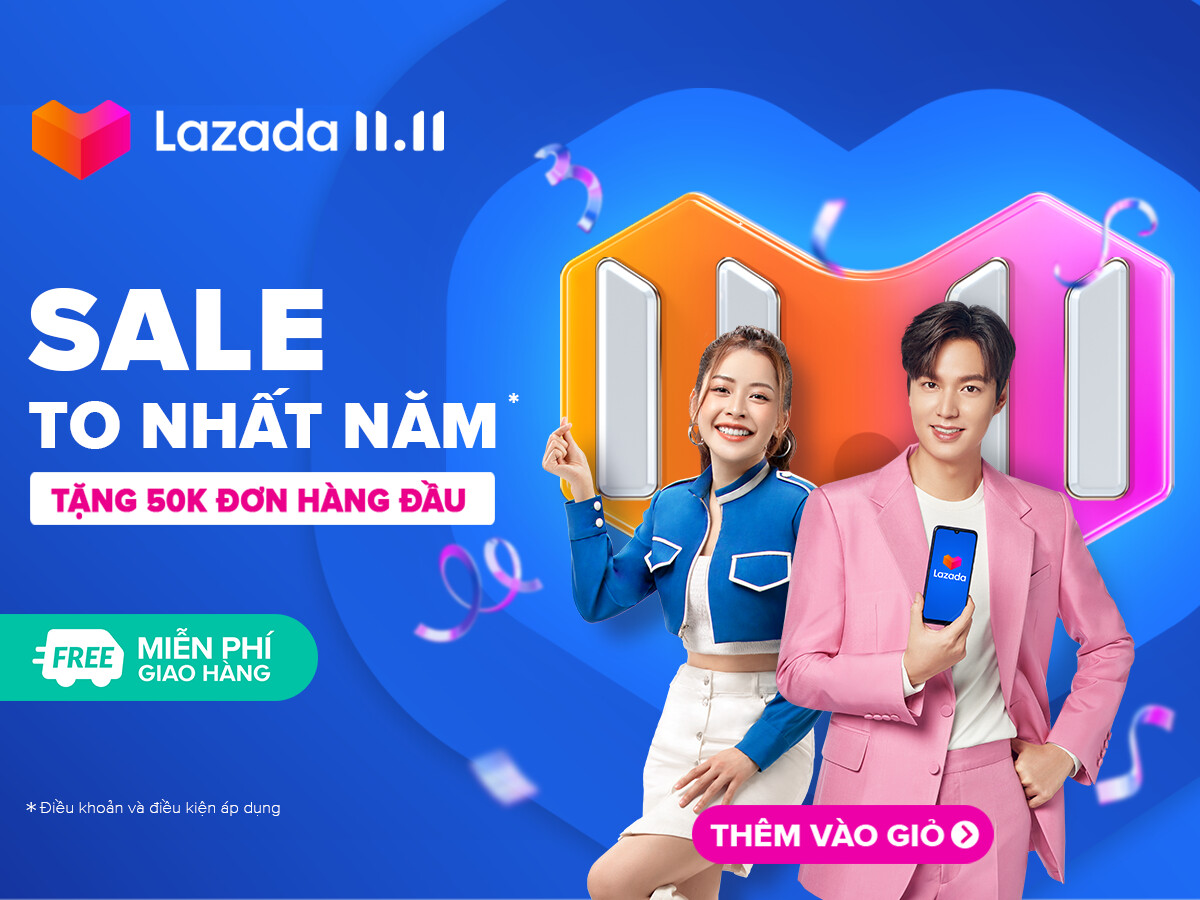 Lazada 11.11
SALE
TO NHẤT NĂM*
TẶNG 50K ĐƠN HÀNG ĐẦU
FREE
MIỄN PHÍ
GIAO HÀNG
Lazada
*Điều khoản và điều kiện áp dụng
THÊM VÀO GIỎ